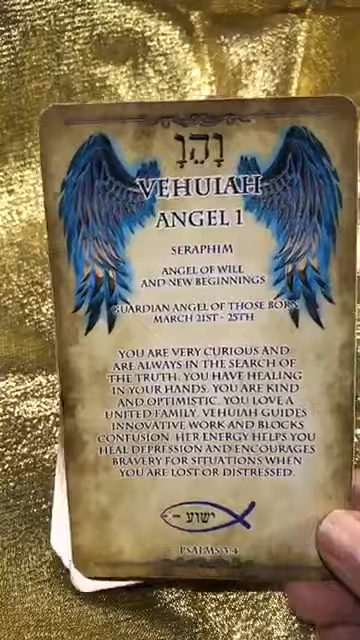 והו
VEHUIAH
ANGEL 1
SERAPHIM
ANGEL OF WILL
AND NEW BEGINNINGS
GUARDIAN ANGEL OF THOSE BORN
MARCH 21ST - 25TH
YOU ARE VERY CURIOUS AND
ARE ALWAYS IN THE SEARCH OF
THE TRUTH. YOU HAVE HEALING
IN YOUR HANDS. YOU ARE KIND
AND OPTIMISTIC. YOU LOVE A
UNITED FAMILY. VEHUIAH GUIDES
INNOVATIVE WORK AND BLOCKS
CONFUSION. HER ENERGY HELPS YOU
HEAL DEPRESSION AND ENCOURAGES
BRAVERY FOR SITUATIONS WHEN
YOU ARE LOST OR DISTRESSED.
ישוע
PSALMS 3:4